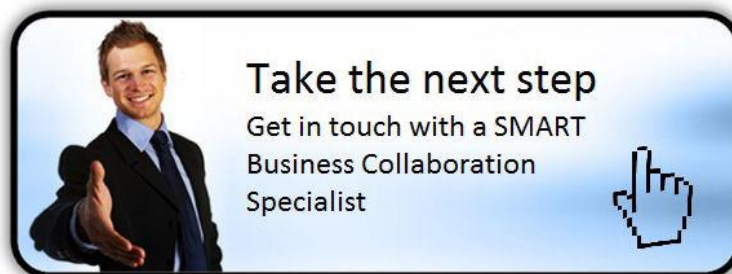 Take the next step
Get in touch with a SMART
Business Collaboration
Specialist